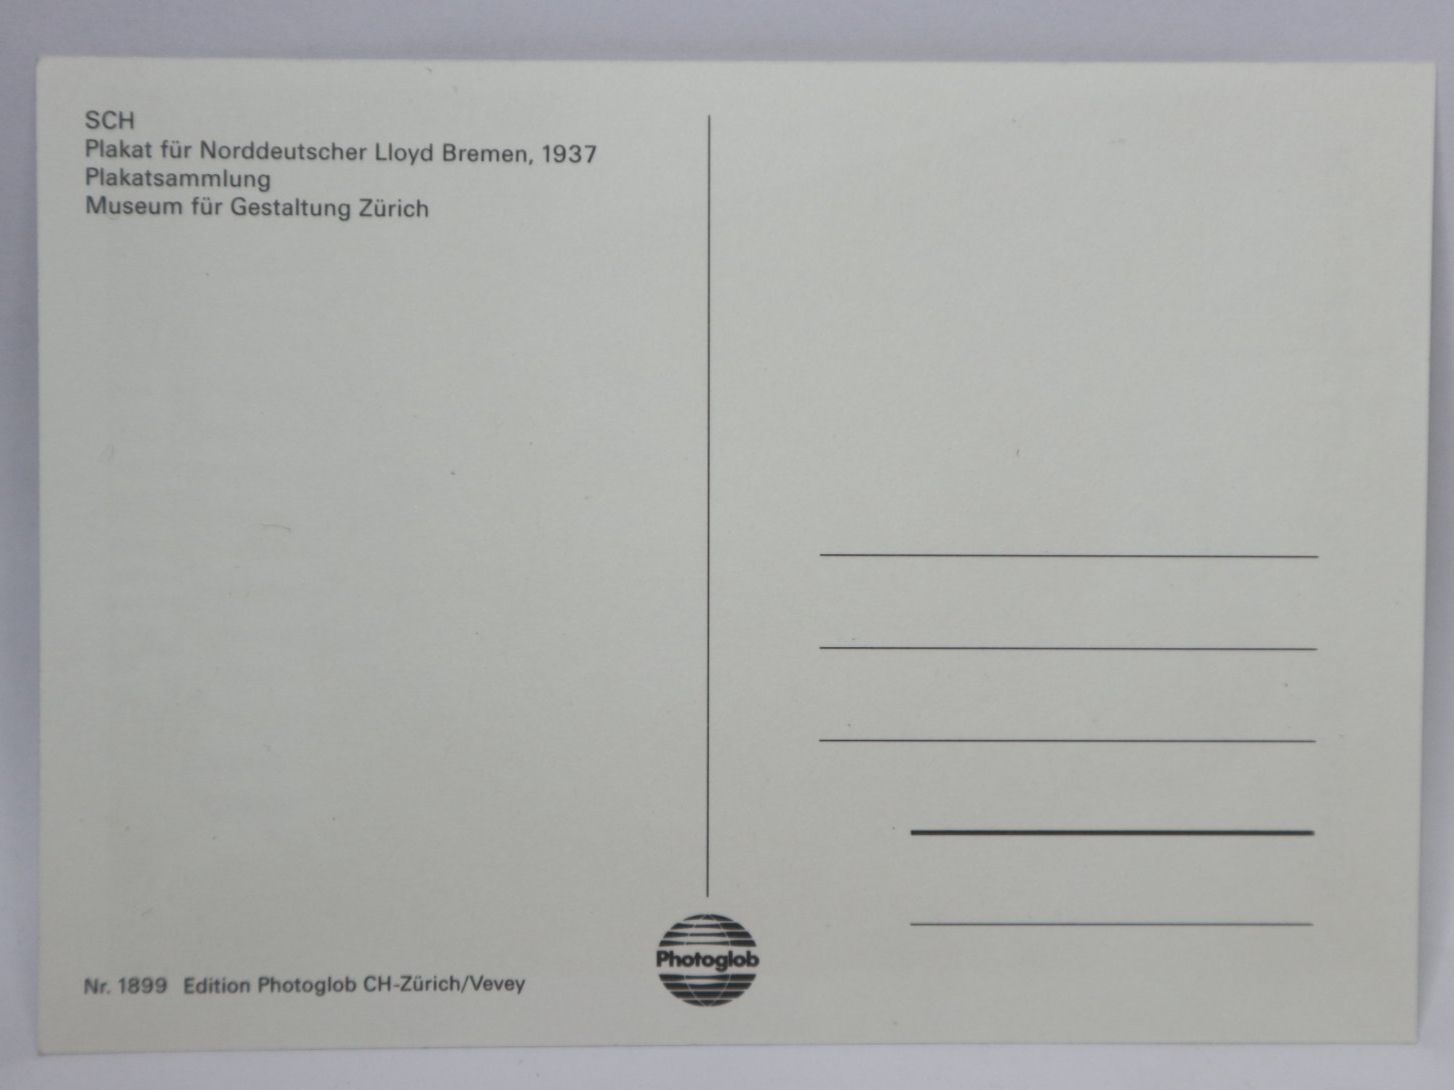 SCH
Plakat für Norddeutscher Lloyd Bremen, 1937
Plakatsammlung
Museum für Gestaltung Zürich
Photoglob
Nr. 1899 Edition Photoglob CH-Zürich/Vevey